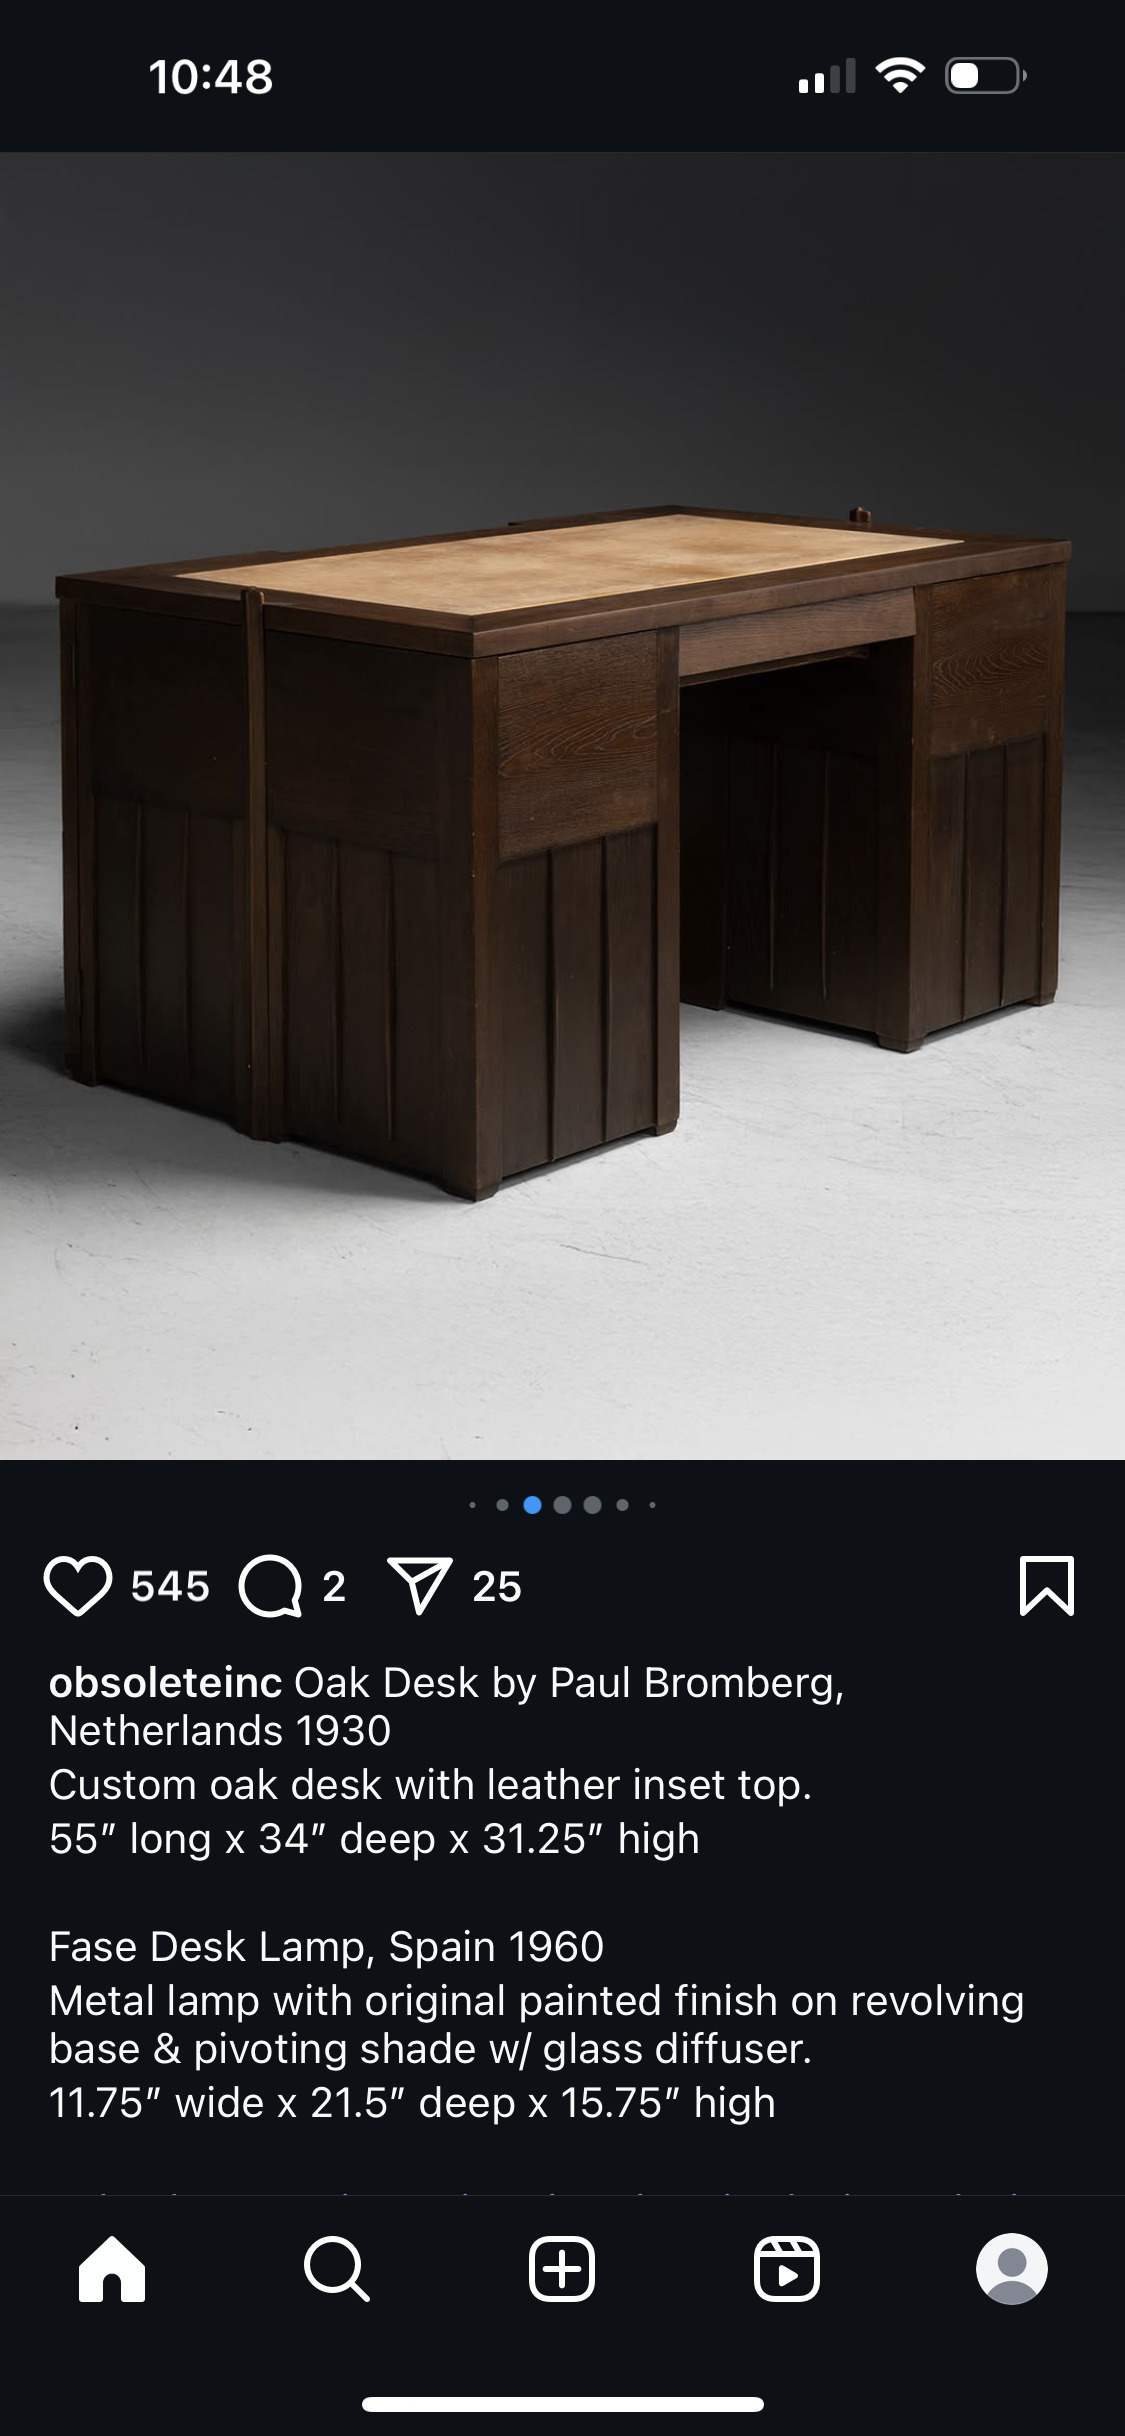 10:48
545 2 25
obsoleteinc Oak Desk by Paul Bromberg,
Netherlands 1930
Custom oak desk with leather inset top.
55” long x 34” deep x 31.25” high
Fase Desk Lamp, Spain 1960
Metal lamp with original painted finish on revolving
base & pivoting shade w/ glass diffuser.
11.75” wide x 21.5” deep x 15.75” high